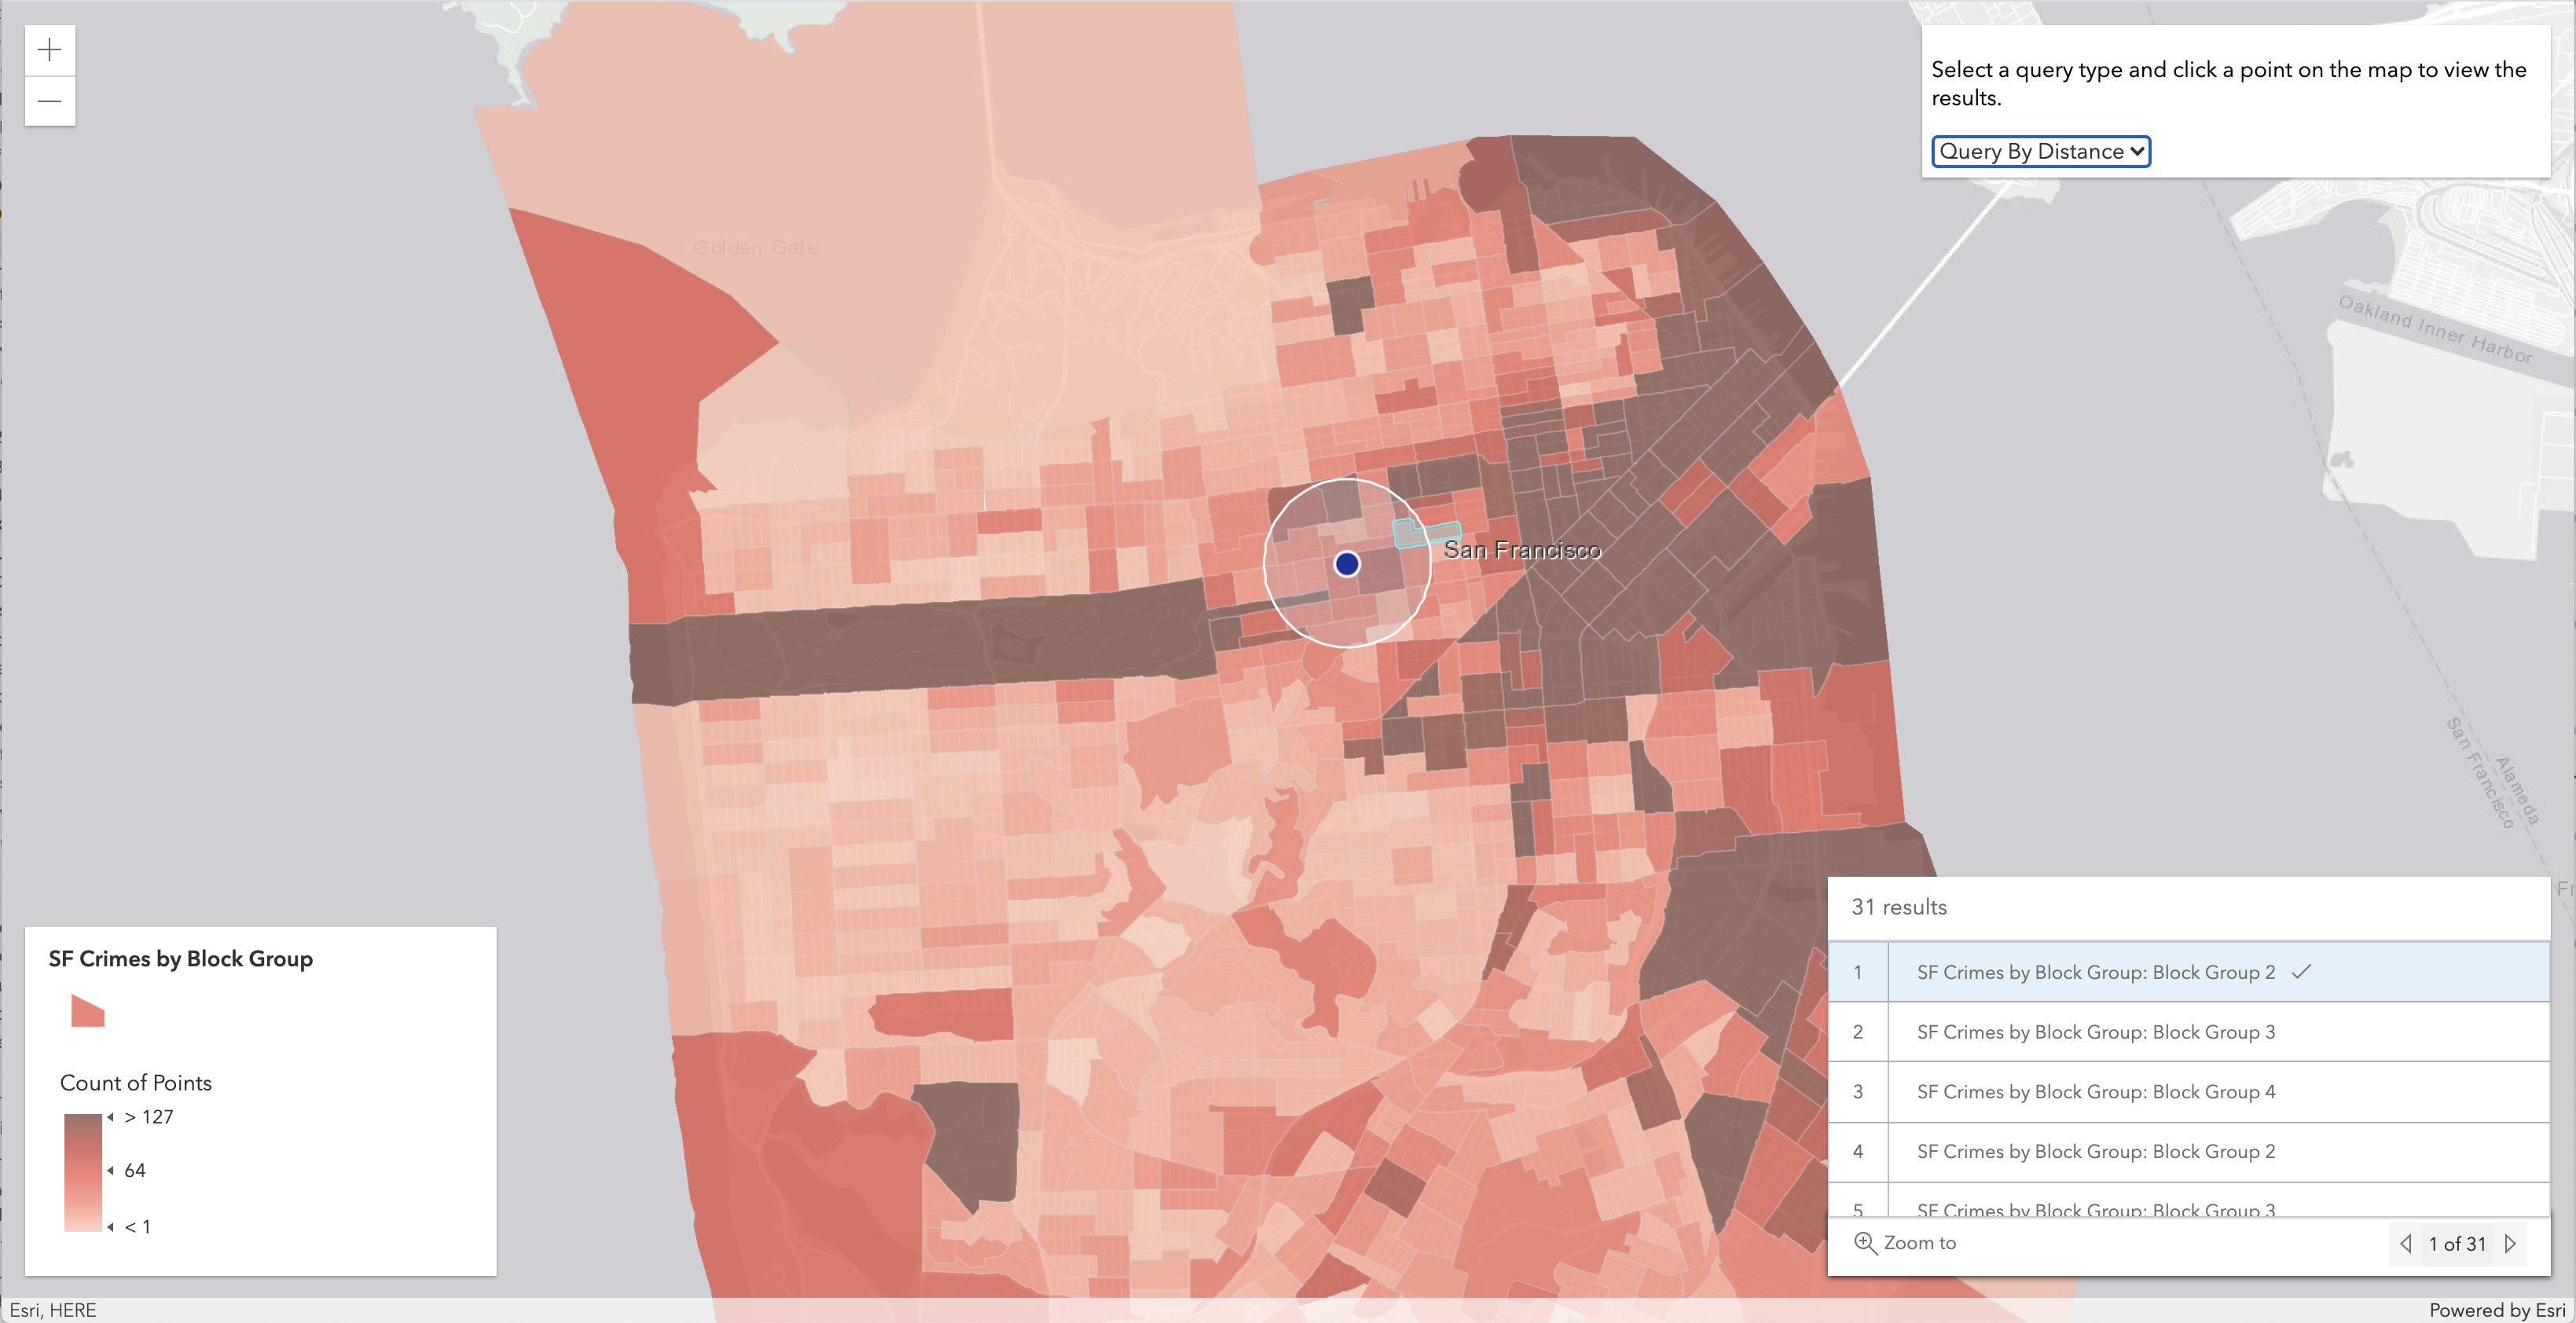 Select a query type and click a point on the map to view the
results.
Query By Distance
Golden Gate
Oakland Inner Harbor
San Francisco
Alameda
San Francisco
Fr
SF Crimes by Block Group
Count of Points
> 127
64
< 1
31 results
1 SF Crimes by Block Group: Block Group 2
2 SF Crimes by Block Group: Block Group 3
3 SF Crimes by Block Group: Block Group 4
4 SF Crimes by Block Group: Block Group 2
5 SF Crimes by Block Group: Block Group 3
Zoom to
1 of 31
Esri, HERE
Powered by Esri